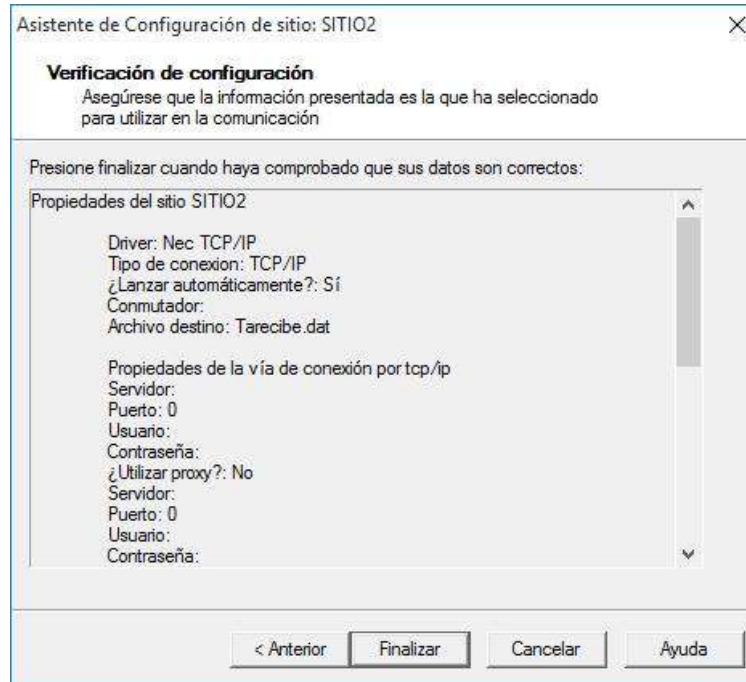 Asistente de Configuración de sitio: SITIO2
Verificación de configuración
Asegúrese que la información presentada es la que ha seleccionado
para utilizar en la comunicación
Presione finalizar cuando haya comprobado que sus datos son correctos:
Propiedades del sitio SITIO2
Driver: Nec TCP/IP
Tipo de conexion: TCP/IP
¿Lanzar automáticamente?: Sí
Conmutador:
Archivo destino: Tarecibe.dat
Propiedades de la vía de conexión por tcp/ip
Servidor:
Puerto: 0
Usuario:
Contraseña:
¿Utilizar proxy?: No
Servidor:
Puerto: 0
Usuario:
Contraseña:
< Anterior Finalizar Cancelar Ayuda